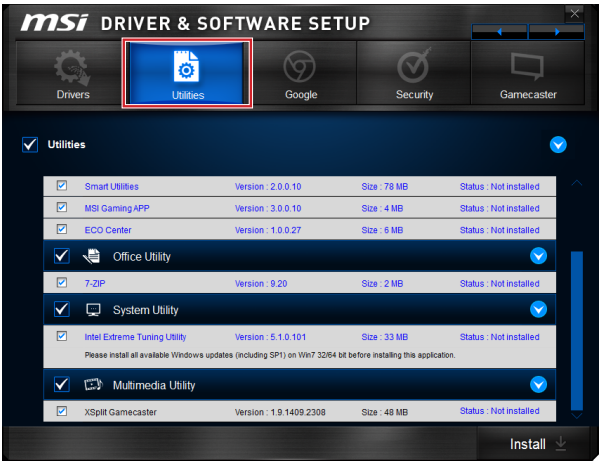 msi DRIVER & SOFTWARE SETUP
Drivers Utilities Google Security Gamecaster
Utilities
Smart Utilities Version : 2.0.0.10 Size : 78 MB Status : Not installed
MSI Gaming APP Version : 3.0.0.10 Size : 4 MB Status : Not installed
ECO Center Version : 1.0.0.27 Size : 6 MB Status : Not installed
Office Utility
7-ZIP Version : 9.20 Size : 2 MB Status : Not installed
System Utility
Intel Extreme Tuning Utility Version : 5.1.0.101 Size : 33 MB Status : Not installed
Please install all available Windows updates (including SP1) on Win7 32/64 bit before installing this application.
Multimedia Utility
XSplit Gamecaster Version : 1.9.1409.2308 Size : 48 MB Status : Not installed
Install